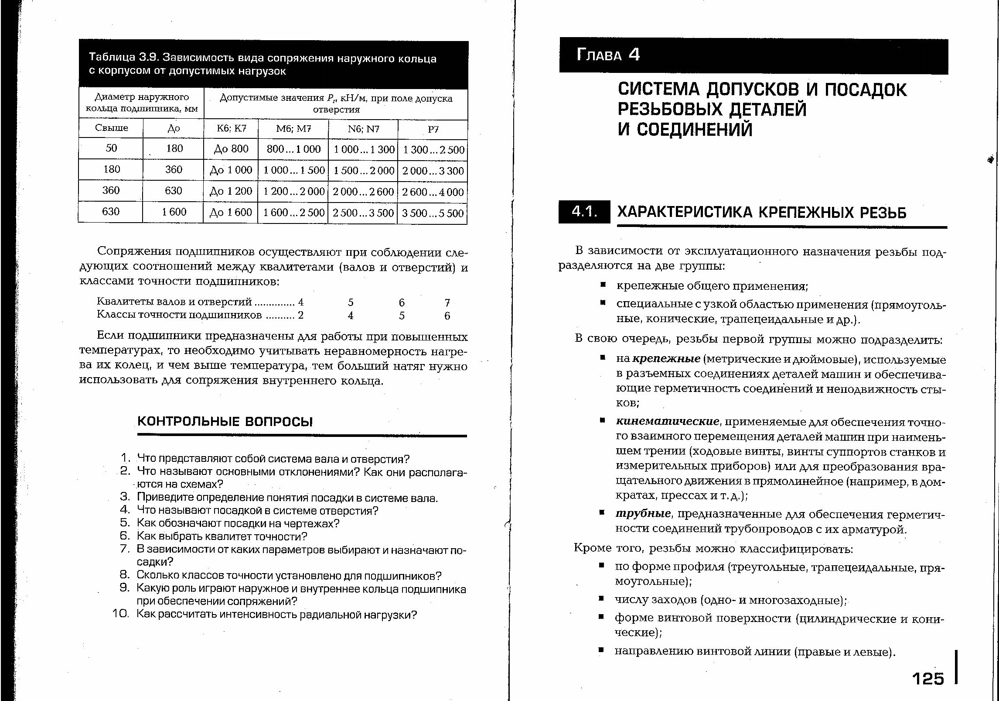 Таблица 3.9. Зависимость вида сопряжения наружного кольца
с корпусом от допустимых нагрузок
Диаметр наружного
кольца подшипника, мм
Допустимые значения Pr, кН/м, при поле допуска
отверстия
Свыше До К6; К7 М6; М7 N6; N7 Р7
50 180 До 800 800...1 000 1 000...1 300 1 300...2 500
180 360 До 1 000 1 000...1 500 1 500...2 000 2 000...3 300
360 630 До 1 200 1 200...2 000 2 000...2 600 2 600...4 000
630 1 600 До 1 600 1 600...2 500 2 500...3 500 3 500...5 500
Сопряжения подшипников осуществляют при соблюдении сле-
дующих соотношений между квалитетами (валов и отверстий) и
классами точности подшипников:
Квалитеты валов и отверстий .............. 4 5 6 7
Классы точности подшипников .......... 2 4 5 6
Если подшипники предназначены для работы при повышенных
температурах, то необходимо учитывать неравномерность нагре-
ва их колец, и чем выше температура, тем больший натяг нужно
использовать для сопряжения внутреннего кольца.
КОНТРОЛЬНЫЕ ВОПРОСЫ
1. Что представляют собой система вала и отверстия?
2. Что называют основными отклонениями? Как они располага-
ются на схемах?
3. Приведите определение понятия посадки в системе вала.
4. Что называют посадкой в системе отверстия?
5. Как обозначают посадки на чертежах?
6. Как выбрать квалитет точности?
7. В зависимости от каких параметров выбирают и назначают по-
садки?
8. Сколько классов точности установлено для подшипников?
9. Какую роль играют наружное и внутреннее кольца подшипника
при обеспечении сопряжений?
10. Как рассчитать интенсивность радиальной нагрузки?
ГЛАВА 4
СИСТЕМА ДОПУСКОВ И ПОСАДОК
РЕЗЬБОВЫХ ДЕТАЛЕЙ
И СОЕДИНЕНИЙ
4.1. ХАРАКТЕРИСТИКА КРЕПЕЖНЫХ РЕЗЬБ
В зависимости от эксплуатационного назначения резьбы под-
разделяются на две группы:
■ крепежные общего применения;
■ специальные с узкой областью применения (прямоуголь-
ные, конические, трапецеидальные и др.).
В свою очередь, резьбы первой группы можно подразделить:
■ на крепежные (метрические и дюймовые), используемые
в разъемных соединениях деталей машин и обеспечива-
ющие герметичность соединений и неподвижность сты-
ков;
■ кинематические, применяемые для обеспечения точно-
го взаимного перемещения деталей машин при наимень-
шем трении (ходовые винты, винты суппортов станков и
измерительных приборов) или для преобразования вра-
щательного движения в прямолинейное (например, в дом-
кратах, прессах и т. д.);
■ трубные, предназначенные для обеспечения герметич-
ности соединений трубопроводов с их арматурой.
Кроме того, резьбы можно классифицировать:
■ по форме профиля (треугольные, трапецеидальные, пря-
моугольные);
■ числу заходов (одно- и многозаходные);
■ форме винтовой поверхности (цилиндрические и кони-
ческие);
■ направлению винтовой линии (правые и левые).
125